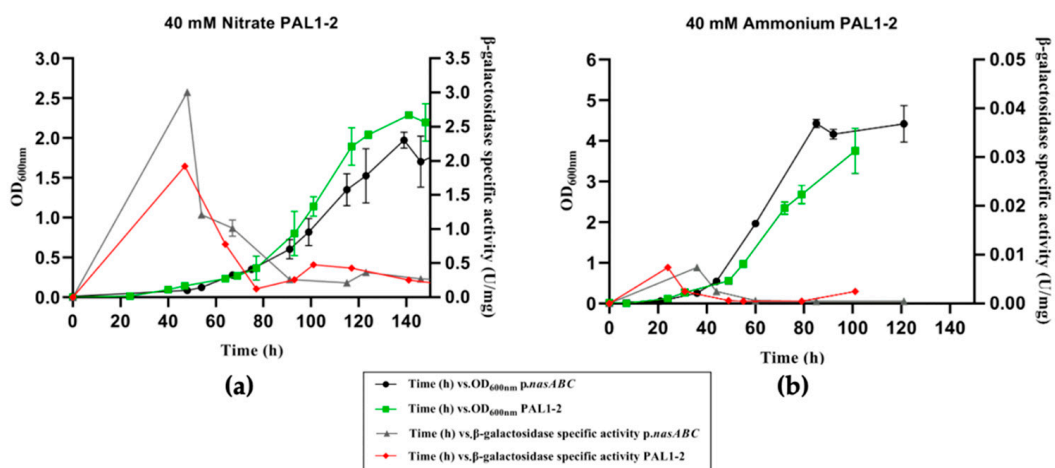 40 mM Nitrate PAL1-2
3.0
2.5
2.0
1.5
1.0
0.5
0.0
OD600nm
3.5
3.0
2.5
2.0
1.5
1.0
0.5
0.0
β-galactosidase specific activity (U/mg)
0 20 40 60 80 100 120 140
Time (h)
(a)
40 mM Ammonium PAL1-2
6
5
4
3
2
1
0
OD600nm
0.05
0.04
0.03
0.02
0.01
0.00
β-galactosidase specific activity (U/mg)
0 20 40 60 80 100 120 140
Time (h)
(b)
Time (h) vs.OD600nm p.nasABC
Time (h) vs.OD600nm PAL1-2
Time (h) vs,β-galactosidase specific activity p.nasABC
Time (h) vs,β-galactosidase specific activity PAL1-2